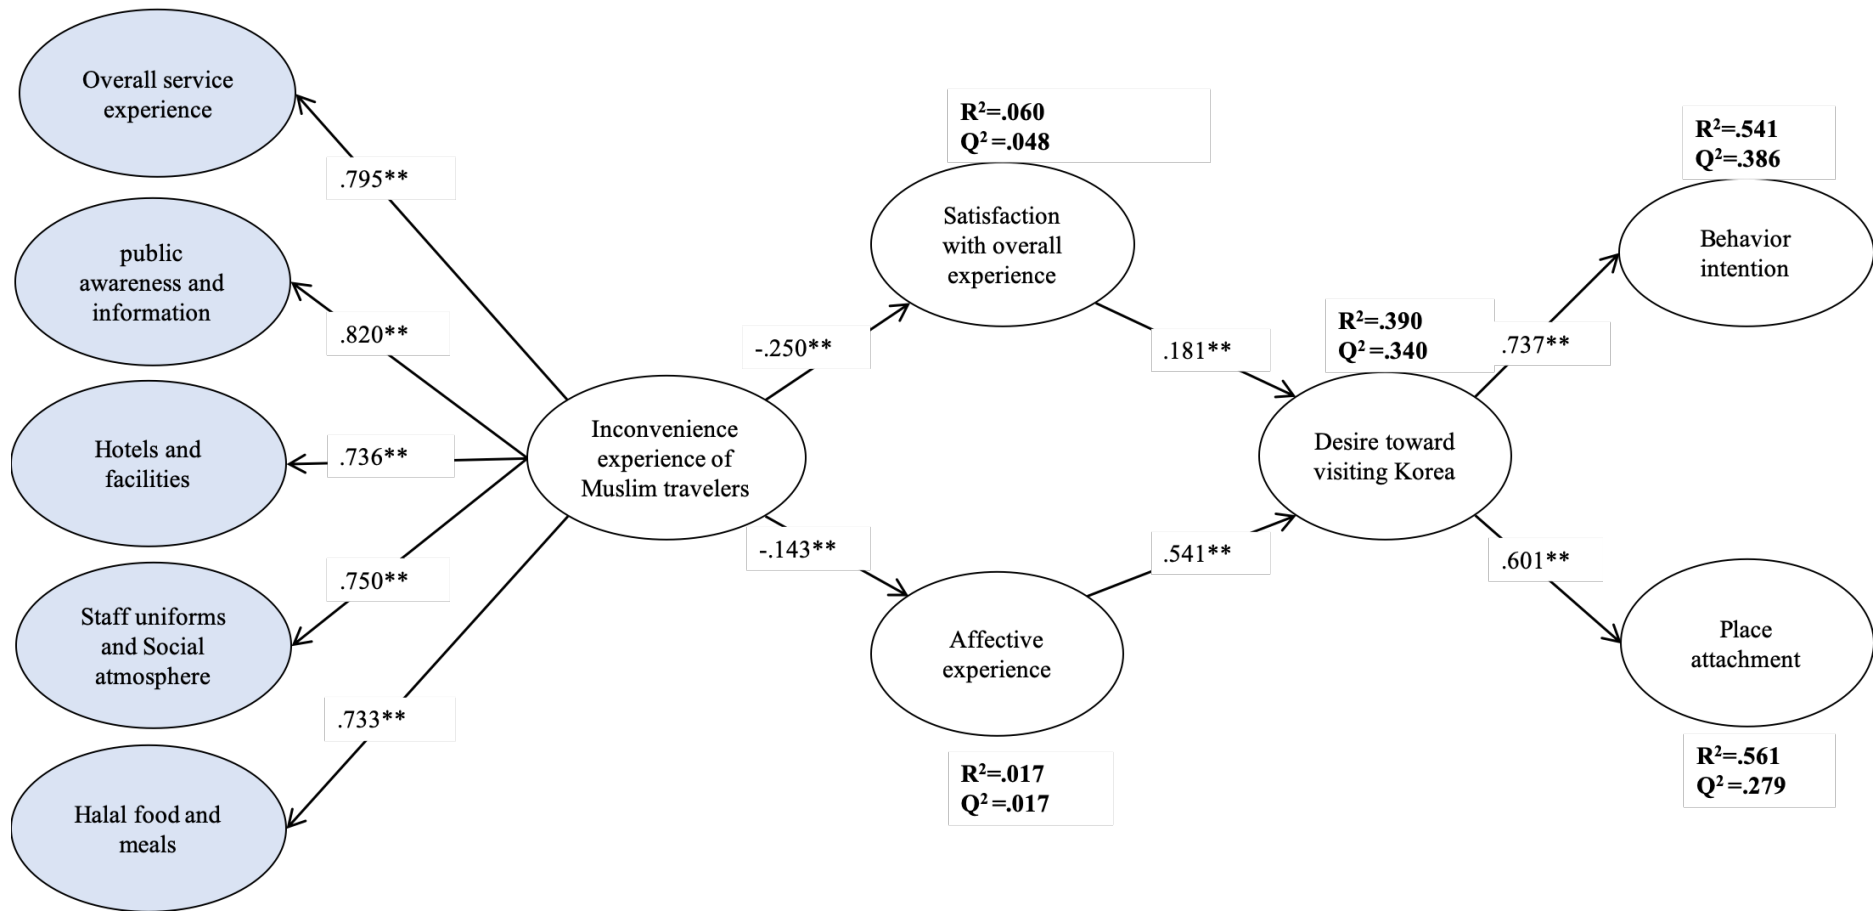 Overall service
experience
.795**
public
awareness and
information
.820**
Hotels and
facilities
.736**
Staff uniforms
and Social
atmosphere
.750**
Halal food and
meals
.733**
Inconvenience
experience of
Muslim travelers
-.250**
-.143**
R²=.060
Q²=.048
Satisfaction
with overall
experience
.181**
Affective
experience
R²=.017
Q²=.017
.541**
R²=.390
Q²=.340
Desire toward
visiting Korea
.737**
.601**
R²=.541
Q²=.386
Behavior
intention
Place
attachment
R²=.561
Q²=.279